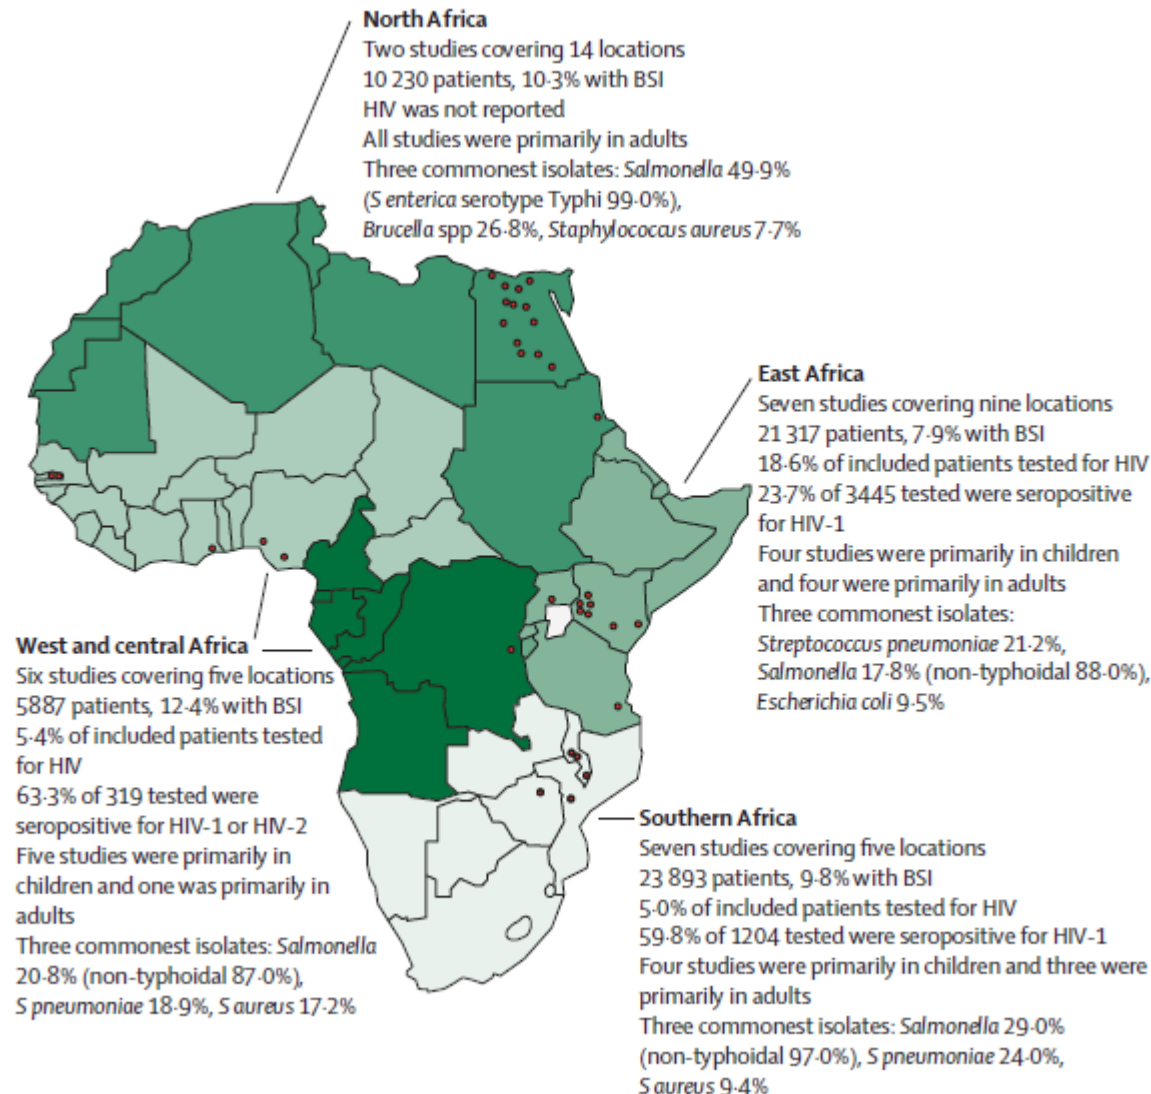 North Africa
Two studies covering 14 locations
10 230 patients, 10·3% with BSI
HIV was not reported
All studies were primarily in adults
Three commonest isolates: Salmonella 49·9%
(S enterica serotype Typhi 99·0%),
Brucella spp 26·8%, Staphylococcus aureus 7·7%
East Africa
Seven studies covering nine locations
21 317 patients, 7·9% with BSI
18·6% of included patients tested for HIV
23·7% of 3445 tested were seropositive
for HIV-1
Four studies were primarily in children
and four were primarily in adults
Three commonest isolates:
Streptococcus pneumoniae 21·2%,
Salmonella 17·8% (non-typhoidal 88·0%),
Escherichia coli 9·5%
West and central Africa
Six studies covering five locations
5887 patients, 12·4% with BSI
5·4% of included patients tested
for HIV
63·3% of 319 tested were
seropositive for HIV-1 or HIV-2
Five studies were primarily in
children and one was primarily in
adults
Three commonest isolates: Salmonella
20·8% (non-typhoidal 87·0%),
S pneumoniae 18·9%, S aureus 17·2%
Southern Africa
Seven studies covering five locations
23 893 patients, 9·8% with BSI
5·0% of included patients tested for HIV
59·8% of 1204 tested were seropositive for HIV-1
Four studies were primarily in children and three were
primarily in adults
Three commonest isolates: Salmonella 29·0%
(non-typhoidal 97·0%), S pneumoniae 24·0%,
S aureus 9·4%